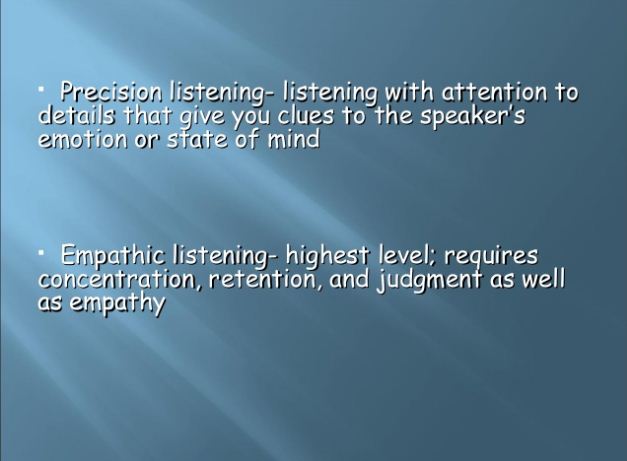 ▪ Precision listening- listening with attention to
details that give you clues to the speaker's
emotion or state of mind
▪ Empathic listening- highest level; requires
concentration, retention, and judgment as well
as empathy